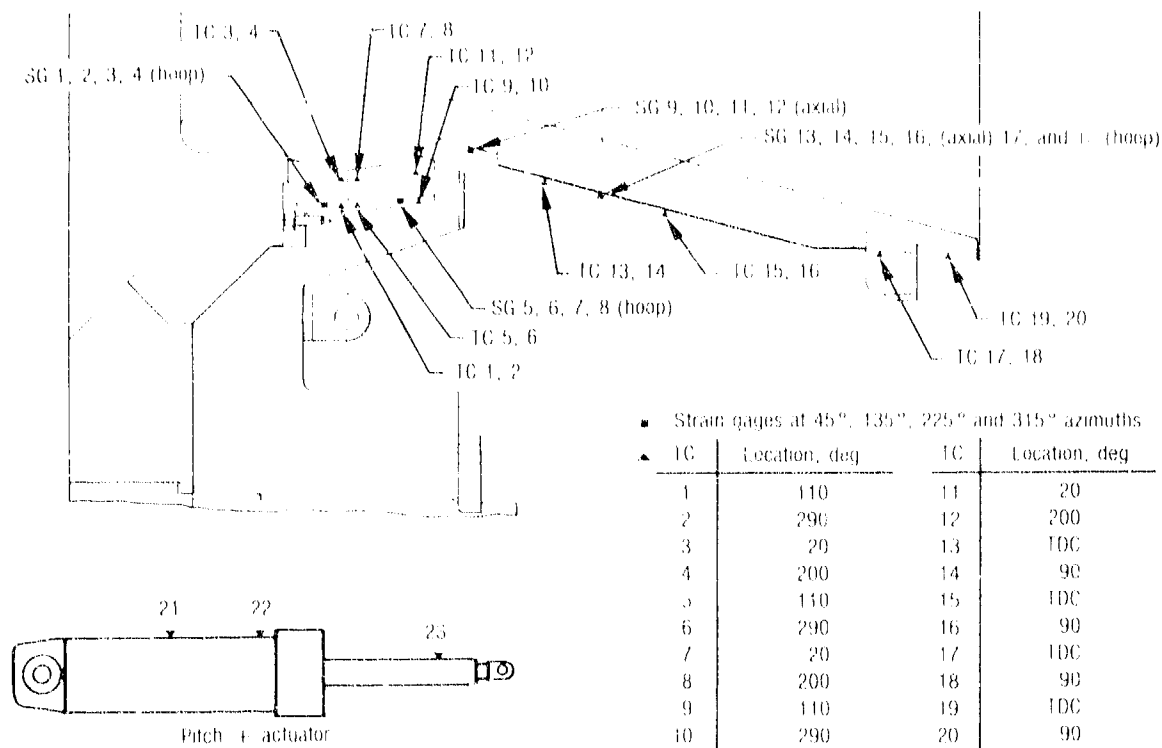 TC 3, 4
TC 7, 8
TC 11, 12
SG 1, 2, 3, 4 (hoop)
TC 9, 10
SG 9, 10, 11, 12 (axial)
SG 13, 14, 15, 16, (axial) 17, and (hoop)
TC 13, 14
TC 15, 16
SG 5, 6, 7, 8 (hoop)
TC 5, 6
TC 19, 20
TC 17, 18
TC 1, 2
Strain gages at 45°, 135°, 225° and 315° azimuths
TC Location, deg TC Location, deg
1 110 11 20
2 290 12 200
3 20 13 TDC
4 200 14 90
5 110 15 TDC
6 290 16 90
7 20 17 TDC
8 200 18 90
9 110 19 TDC
10 290 20 90
21 22
23
Pitch actuator